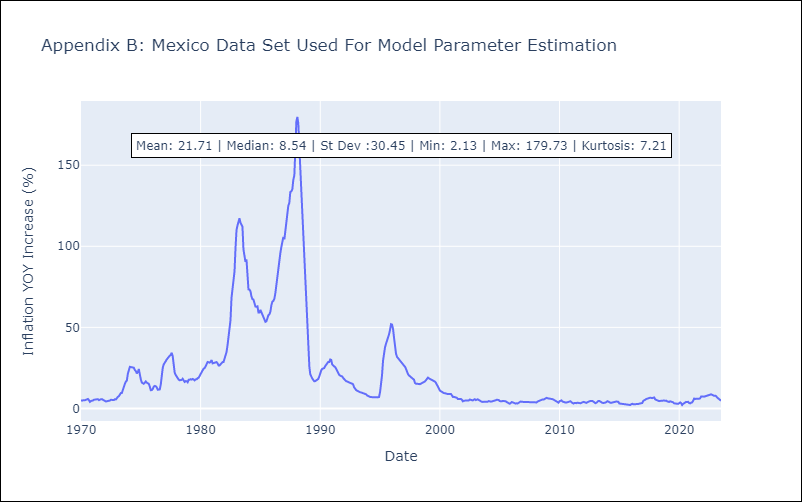 Appendix B: Mexico Data Set Used For Model Parameter Estimation
Mean: 21.71 | Median: 8.54 | St Dev :30.45 | Min: 2.13 | Max: 179.73 | Kurtosis: 7.21
Inflation YOY Increase (%)
150
100
50
0
1970 1980 1990 2000 2010 2020
Date